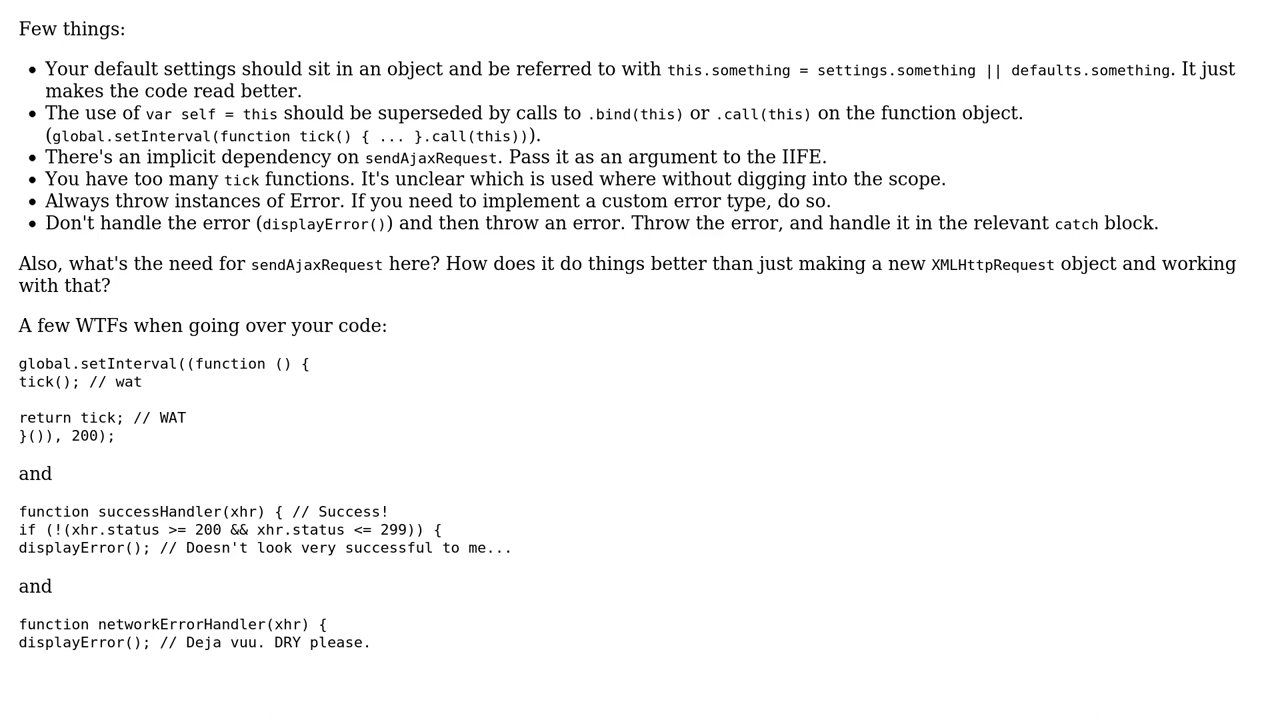 Few things:
• Your default settings should sit in an object and be referred to with this.something = settings.something || defaults.something. It just
makes the code read better.
• The use of var self = this should be superseded by calls to .bind(this) or .call(this) on the function object.
(global.setInterval(function tick() { ... }.call(this))).
• There's an implicit dependency on sendAjaxRequest. Pass it as an argument to the IIFE.
• You have too many tick functions. It's unclear which is used where without digging into the scope.
• Always throw instances of Error. If you need to implement a custom error type, do so.
• Don't handle the error (displayError()) and then throw an error. Throw the error, and handle it in the relevant catch block.
Also, what's the need for sendAjaxRequest here? How does it do things better than just making a new XMLHttpRequest object and working
with that?
A few WTFs when going over your code:
global.setInterval((function () {
tick(); // wat
return tick; // WAT
}()), 200);
and
function successHandler(xhr) { // Success!
if (!(xhr.status >= 200 && xhr.status <= 299)) {
displayError(); // Doesn't look very successful to me...
and
function networkErrorHandler(xhr) {
displayError(); // Deja vuu. DRY please.